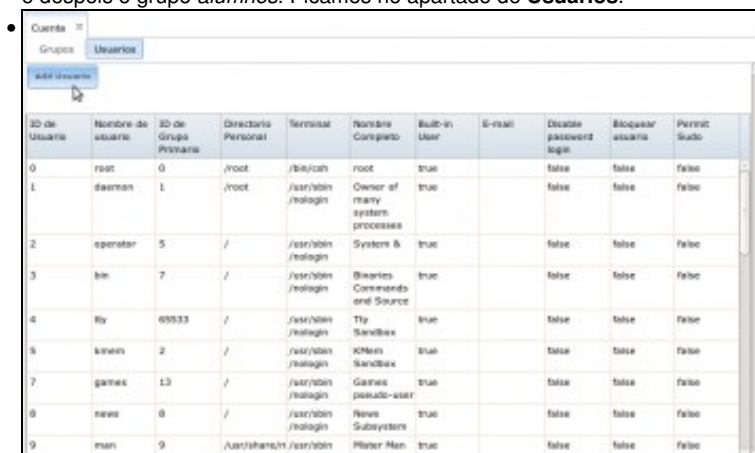 e despois o grupo alumnos. Picamos no apartado de Usuarios.
Cuenta
Grupos Usuarios
Add Usuario
ID de Usuario Nombre de usuario ID de Grupo Primario Directorio Personal Terminal Nombre Completo Built-in User E-mail Disable password login Bloquear usuario Permit Sudo
0 root 0 /root /bin/csh root true false false false
1 daemon 1 /root /usr/sbin/nologin Owner of many system processes true false false false
2 operator 5 / /usr/sbin/nologin System & true false false false
3 bin 7 / /usr/sbin/nologin Binaries Commands and Source true false false false
4 tty 65533 / /usr/sbin/nologin Tty Sandbox true false false false
5 kmem 2 / /usr/sbin/nologin KMem Sandbox true false false false
7 games 13 / /usr/sbin/nologin Games pseudo-user true false false false
8 news 8 / /usr/sbin/nologin News Subsystem true false false false
9 man 9 /usr/share/m /usr/sbin Mister Man true false false false